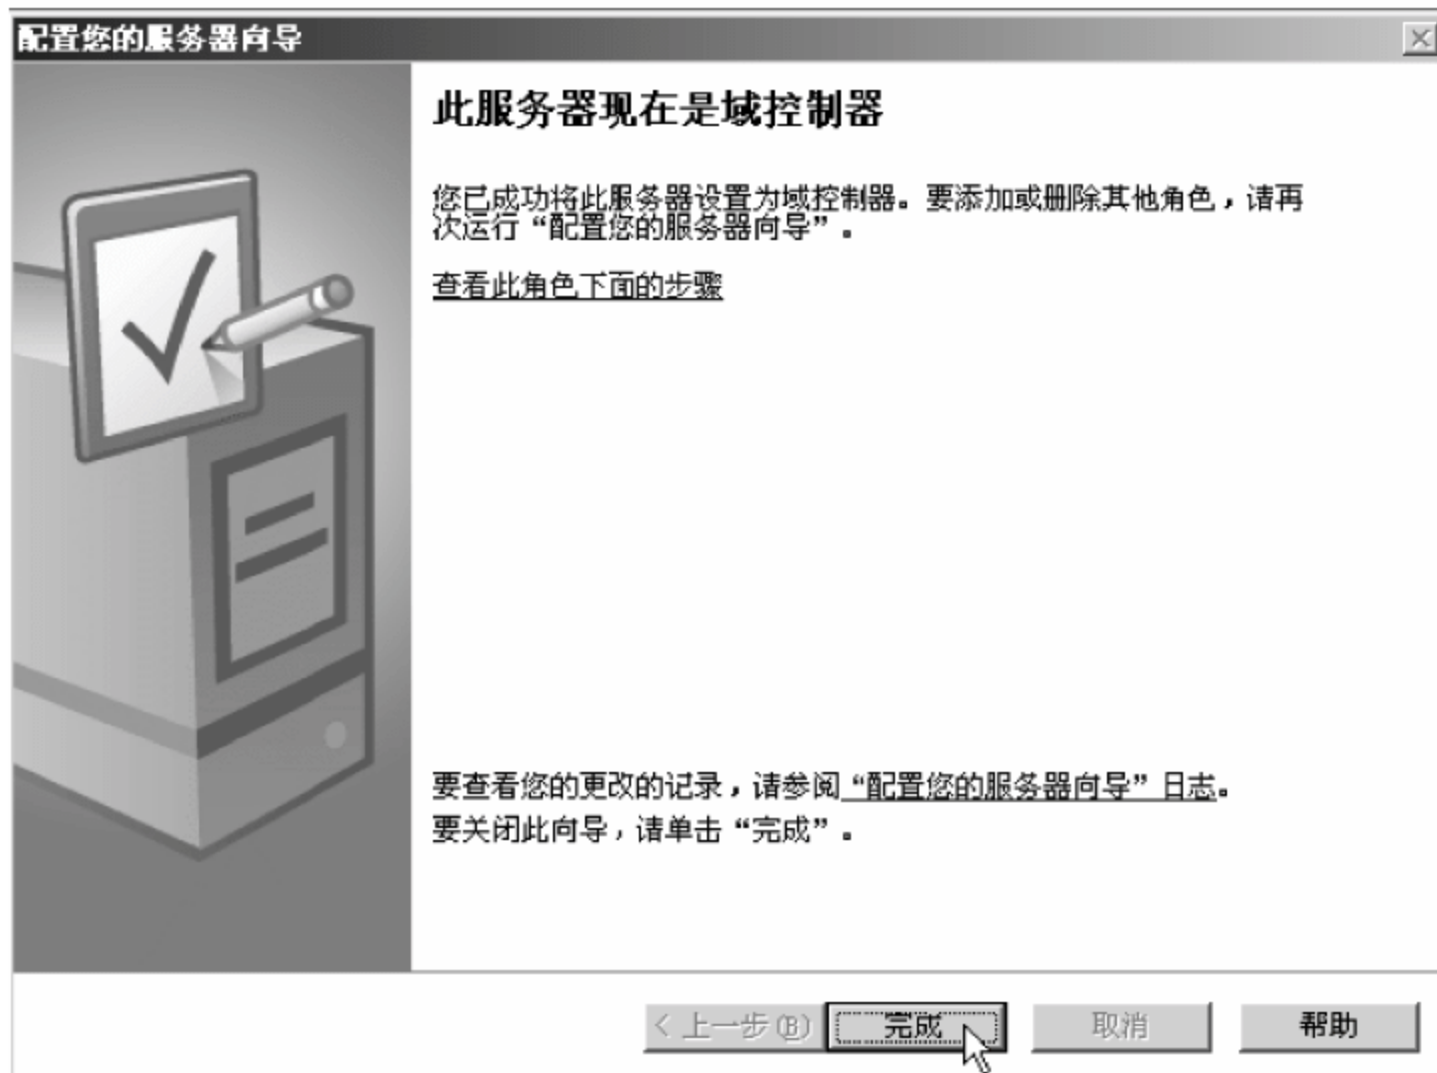 配置您的服务器向导
此服务器现在是域控制器
您已成功将此服务器设置为域控制器。要添加或删除其他角色，请再
次运行“配置您的服务器向导”。
查看此角色下面的步骤
要查看您的更改的记录，请参阅“配置您的服务器向导”日志。
要关闭此向导，请单击“完成”。
< 上一步(B)
完成
取消
帮助